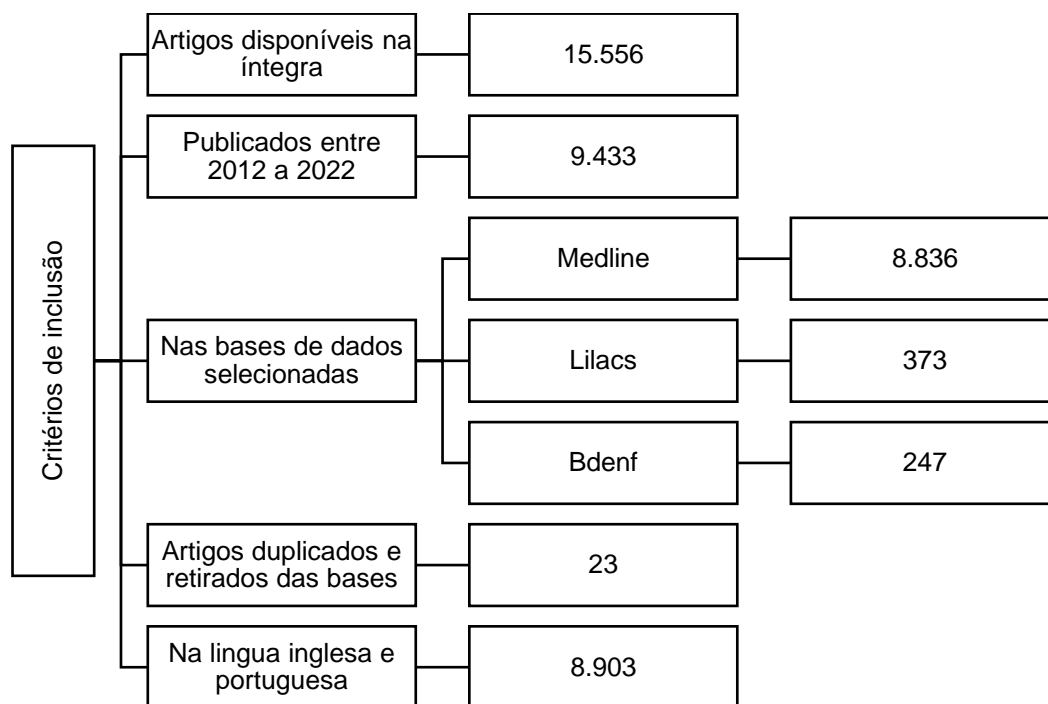 Critérios de inclusão
Artigos disponíveis na
íntegra
15.556
Publicados entre
2012 a 2022
9.433
Nas bases de dados
selecionadas
Medline
8.836
Lilacs
373
Bdenf
247
Artigos duplicados e
retirados das bases
23
Na lingua inglesa e
portuguesa
8.903